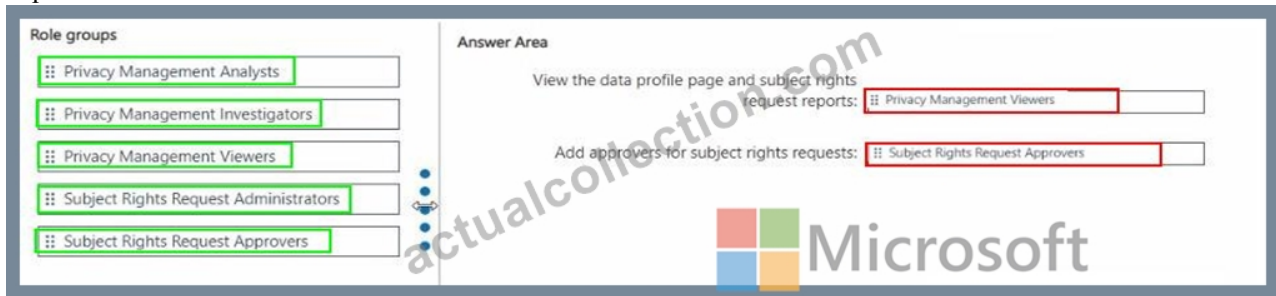 Role groups
Privacy Management Analysts
Privacy Management Investigators
Privacy Management Viewers
Subject Rights Request Administrators
Subject Rights Request Approvers
Answer Area
View the data profile page and subject rights
request reports:
Privacy Management Viewers
Add approvers for subject rights requests:
Subject Rights Request Approvers
actualcollection.com
Microsoft